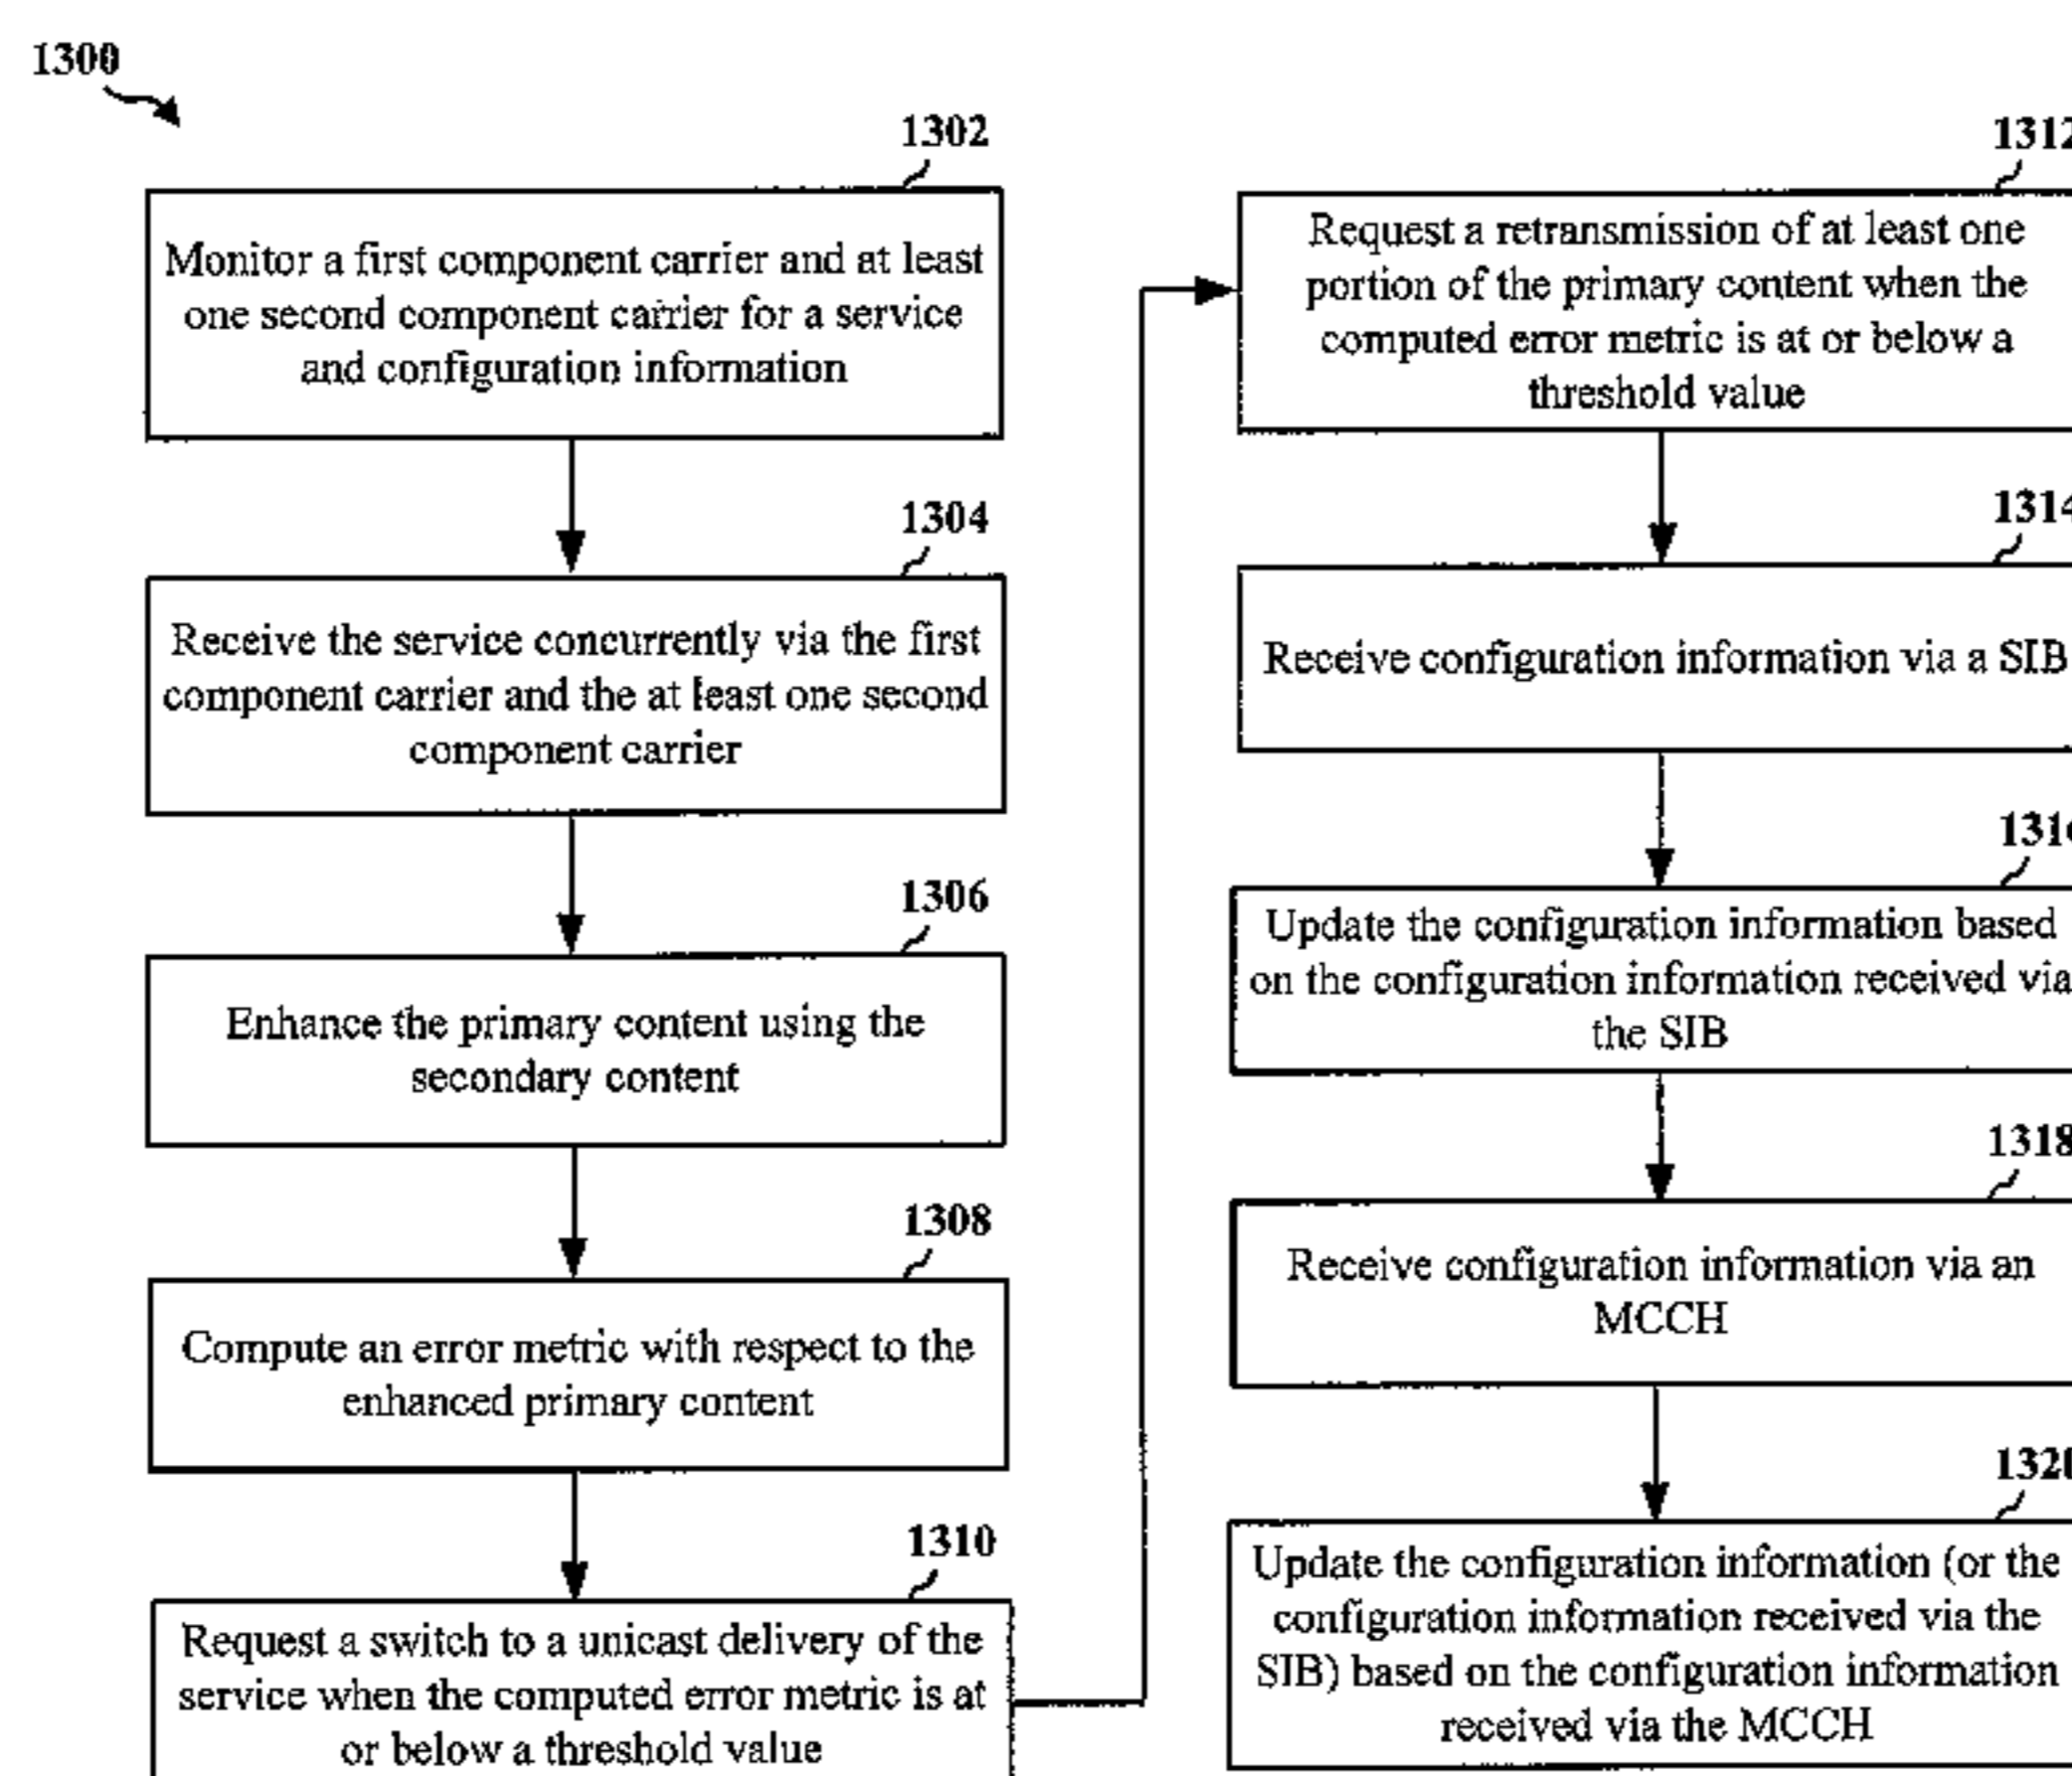 1300
1302
Monitor a first component carrier and at least
one second component carrier for a service
and configuration information
1304
Receive the service concurrently via the first
component carrier and the at least one second
component carrier
1306
Enhance the primary content using the
secondary content
1308
Compute an error metric with respect to the
enhanced primary content
1310
Request a switch to a unicast delivery of the
service when the computed error metric is at
or below a threshold value
1312
Request a retransmission of at least one
portion of the primary content when the
computed error metric is at or below a
threshold value
1314
Receive configuration information via a SIB
1316
Update the configuration information based
on the configuration information received via
the SIB
1318
Receive configuration information via an
MCCH
1320
Update the configuration information (or the
configuration information received via the
SIB) based on the configuration information
received via the MCCH